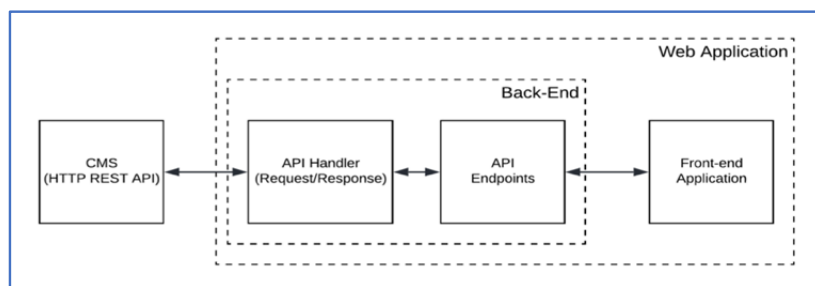 Web Application
Back-End
CMS
(HTTP REST API)
API Handler
(Request/Response)
API
Endpoints
Front-end
Application